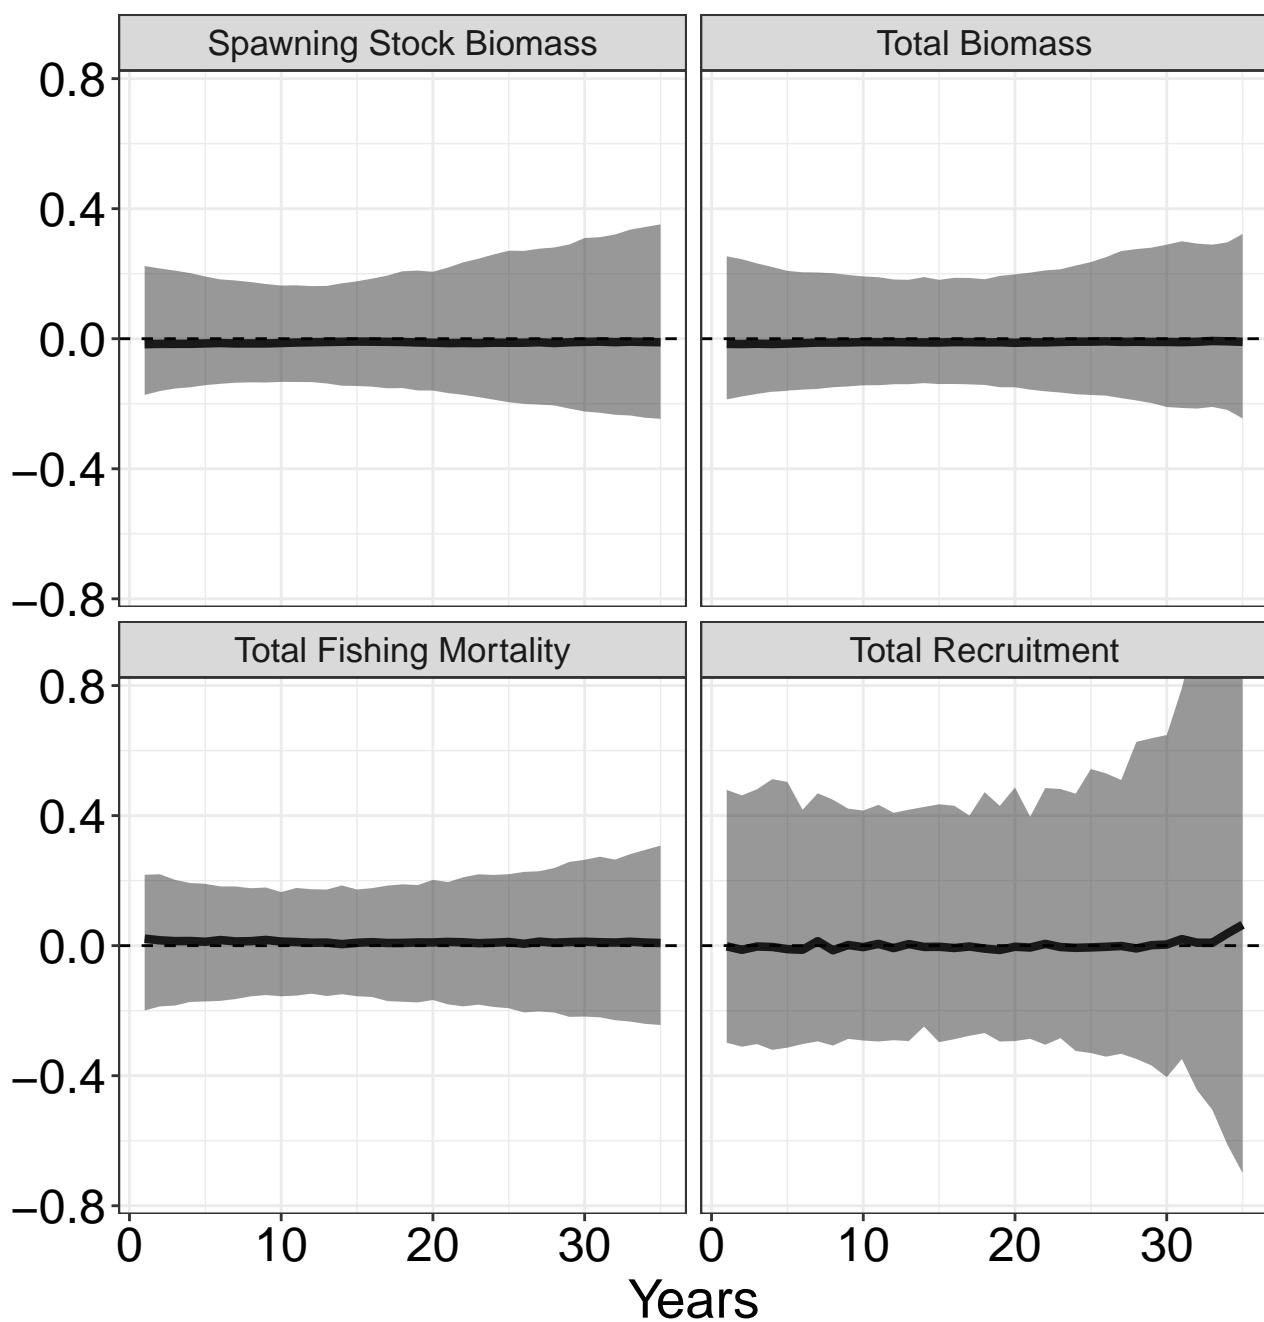 Spawning Stock Biomass
Total Biomass
0.8
0.4
0.0
−0.4
−0.8
Total Fishing Mortality
Total Recruitment
0.8
0.4
0.0
−0.4
−0.8
0 10 20 30
0 10 20 30
Years